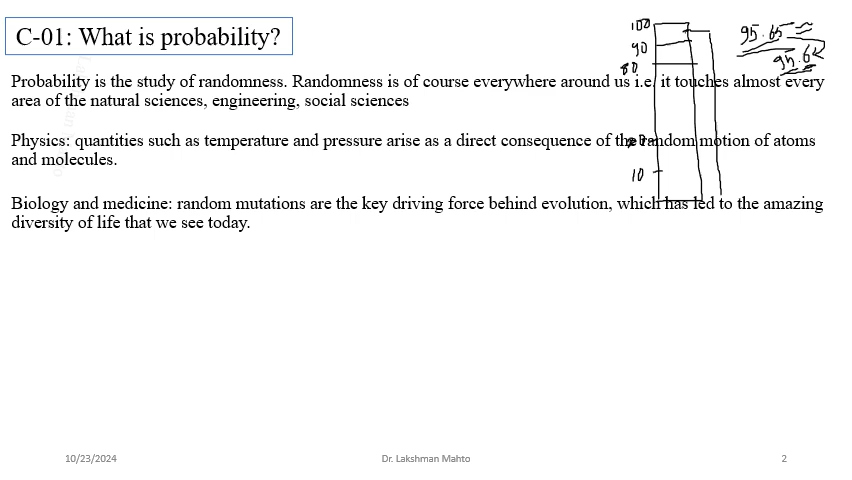 C-01: What is probability?
100
90
80
10
95.65
95.62
Probability is the study of randomness. Randomness is of course everywhere around us i.e. it touches almost every
area of the natural sciences, engineering, social sciences
Physics: quantities such as temperature and pressure arise as a direct consequence of the random motion of atoms
and molecules.
Biology and medicine: random mutations are the key driving force behind evolution, which has led to the amazing
diversity of life that we see today.
10/23/2024
Dr. Lakshman Mahto
2